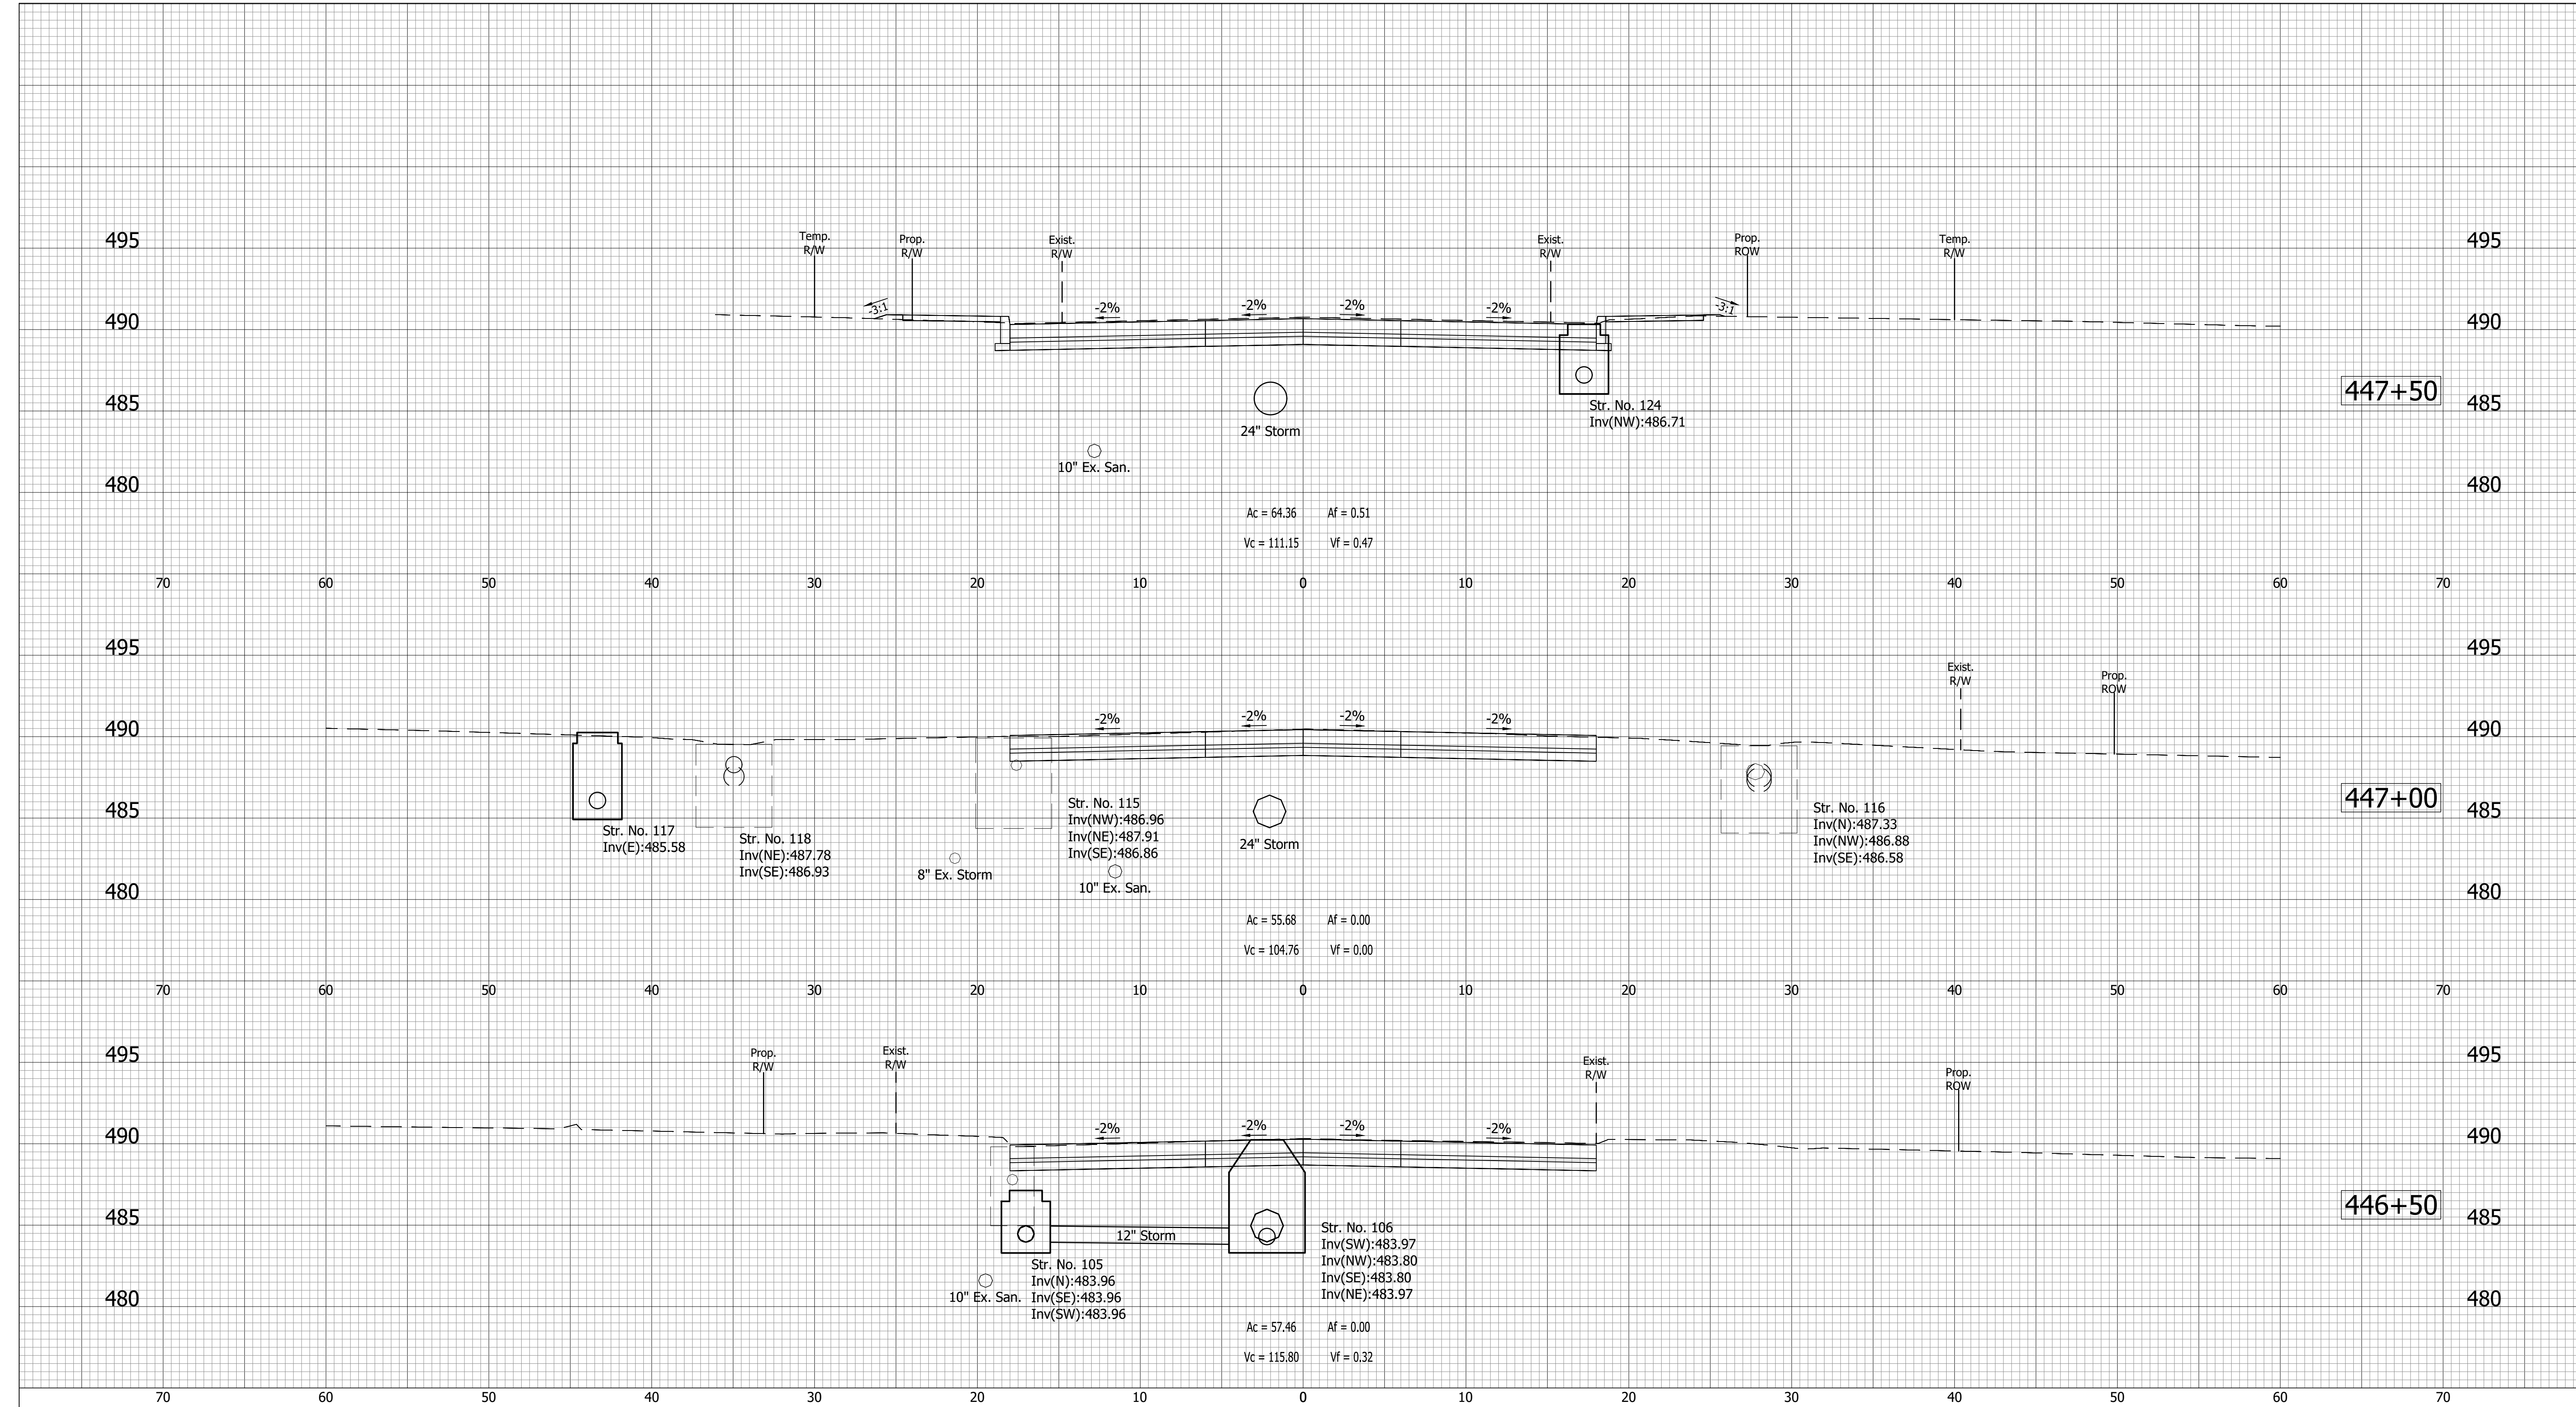 495
495
Temp.
R/W
Prop.
R/W
Exist.
R/W
Exist.
R/W
Prop.
ROW
Temp.
R/W
-3:1
-2%
-2%
-2%
-2%
-3:1
490
490
447+50
485
485
24" Storm
Str. No. 124
Inv(NW):486.71
10" Ex. San.
480
480
Ac = 64.36 Af = 0.51
Vc = 111.15 Vf = 0.47
70 60 50 40 30 20 10 0 10 20 30 40 50 60 70
495
495
Exist.
R/W
Prop.
ROW
490
490
-2%
-2%
-2%
-2%
447+00
485
485
Str. No. 117
Inv(E):485.58
Str. No. 118
Inv(NE):487.78
Inv(SE):486.93
Str. No. 115
Inv(NW):486.96
Inv(NE):487.91
Inv(SE):486.86
24" Storm
Str. No. 116
Inv(N):487.33
Inv(NW):486.88
Inv(SE):486.58
8" Ex. Storm
10" Ex. San.
480
480
Ac = 55.68 Af = 0.00
Vc = 104.76 Vf = 0.00
70 60 50 40 30 20 10 0 10 20 30 40 50 60 70
495
495
Prop.
R/W
Exist.
R/W
Exist.
R/W
Prop.
ROW
490
490
-2%
-2%
-2%
-2%
446+50
485
485
12" Storm
Str. No. 106
Inv(SW):483.97
Inv(NW):483.80
Inv(SE):483.80
Inv(NE):483.97
Str. No. 105
Inv(N):483.96
Inv(SE):483.96
Inv(SW):483.96
10" Ex. San.
480
480
Ac = 57.46 Af = 0.00
Vc = 115.80 Vf = 0.32
70 60 50 40 30 20 10 0 10 20 30 40 50 60 70